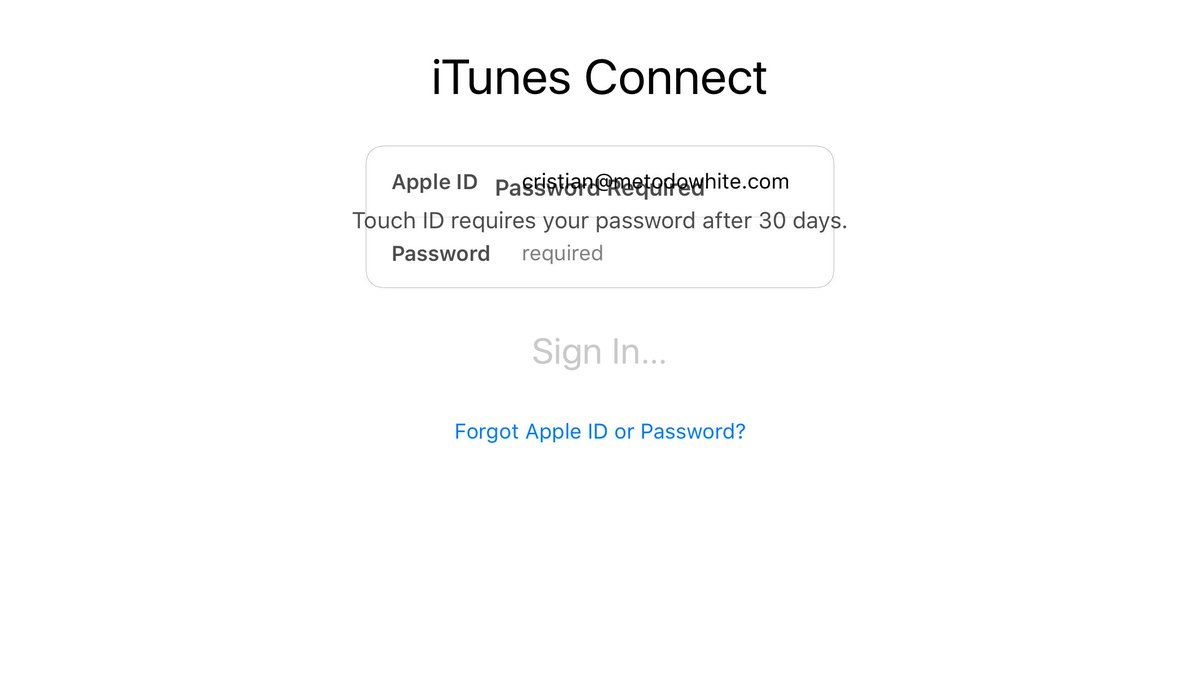 iTunes Connect
Apple ID cristian@metodowhite.com
Password Required
Touch ID requires your password after 30 days.
Password required
Sign In...
Forgot Apple ID or Password?